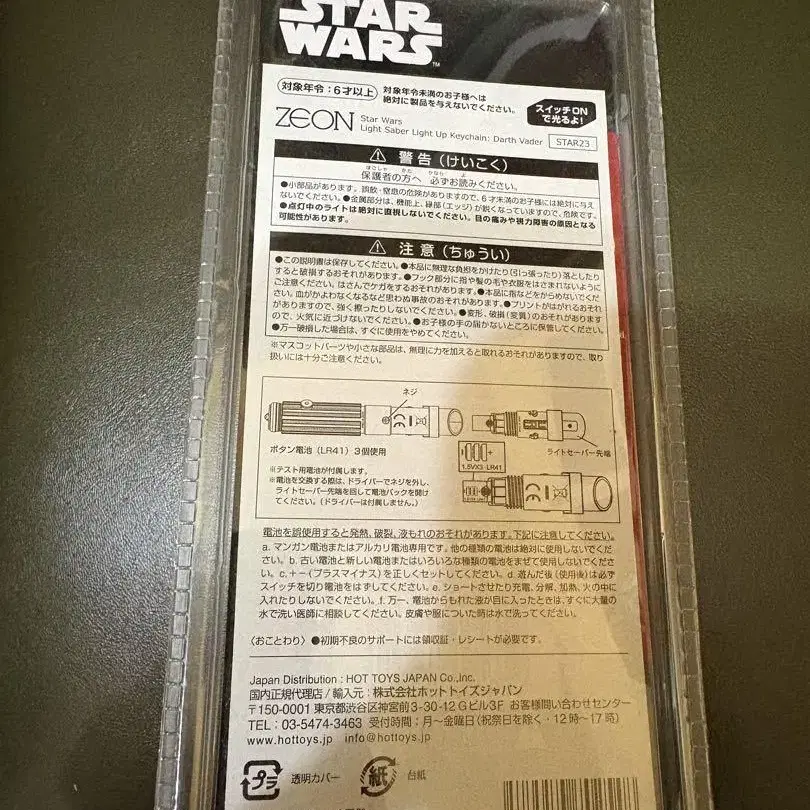 STAR
WARS™
対象年令：6才以上
対象年令未満のお子様へは
絶対に製品を与えないでください。
スイッチON
で光るよ！
ZEON
Star Wars
Light Saber Light Up Keychain: Darth Vader
STAR23
⚠ 警告（けいこく）
保護者の方へ 必ずお読みください。
●小部品があります。誤飲・窒息の危険がありますので、6才未満のお子様には絶対に与え
ないでください。●金属部分は、機能上、縁部（エッジ）が鋭くなっていますので、危険です。
●点灯中のライトは絶対に直視しないでください。目の痛みや視力障害の原因となる
可能性があります。
⚠ 注意（ちゅうい）
●この説明書は保存してください。●本品に無理な負担をかけたり（引っ張ったり）落としたり
すると破損するおそれがあります。●フック部分に指や髪の毛や衣服をはさまれないように
ご注意ください。はさんでケガをするおそれがあります。●本品に指などをからめないでくだ
さい。血がかよわなくなるなど思わぬ事故のおそれがあります。●プリントがはがれるおそれ
がありますので、強く擦ったりしないでください。●変形、破損（変質）のおそれがあります
ので、火気に近づけないでください。●お子様の手の届かないところに保管してください。
●万一破損した場合は、すぐに使用をやめてください。
※マスコットパーツや小さな部品は、無理に力を加えると取れるおそれがありますので、取り
扱いには十分ご注意ください。
ネジ
ボタン電池（LR41）3個使用
※テスト用電池が付属します。
※電池を交換する際は、ドライバーでネジを外し、
ライトセーバー先端を回して電池パックを開け
てください。（ドライバーは付属しません。）
1.5VX3 LR41
ライトセーバー先端
電池を誤使用すると発熱、破裂、液もれのおそれがあります。下記に注意してください。
a. マンガン電池またはアルカリ電池専用です。他の種類の電池は絶対に使用しないでくだ
さい。b. 古い電池と新しい電池またはいろいろな種類の電池をまぜて使用しないでくだ
さい。c. ＋－（プラスマイナス）を正しくセットしてください。d. 遊んだ後（使用後）は必ず
スイッチを切り電池をはずしてください。e. ショートさせたり充電、分解、加熱、火の中に
入れたりしないでください。f. 万一、電池からもれた液が目に入ったときは、すぐに大量の
水で洗い医師に相談してください。皮膚や服についた時は水で洗ってください。
〈おことわり〉●初期不良のサポートには領収証・レシートが必要です。
Japan Distribution : HOT TOYS JAPAN Co.,inc.
国内正規代理店 / 輸入元：株式会社ホットトイズジャパン
〒150-0001 東京都渋谷区神宮前3-30-12 Gビル3F お客様問い合わせセンター
TEL：03-5474-3463 受付時間：月～金曜日（祝祭日を除く・12時～17時）
www.hottoys.jp info@hottoys.jp
プラ
透明カバー
紙
台紙